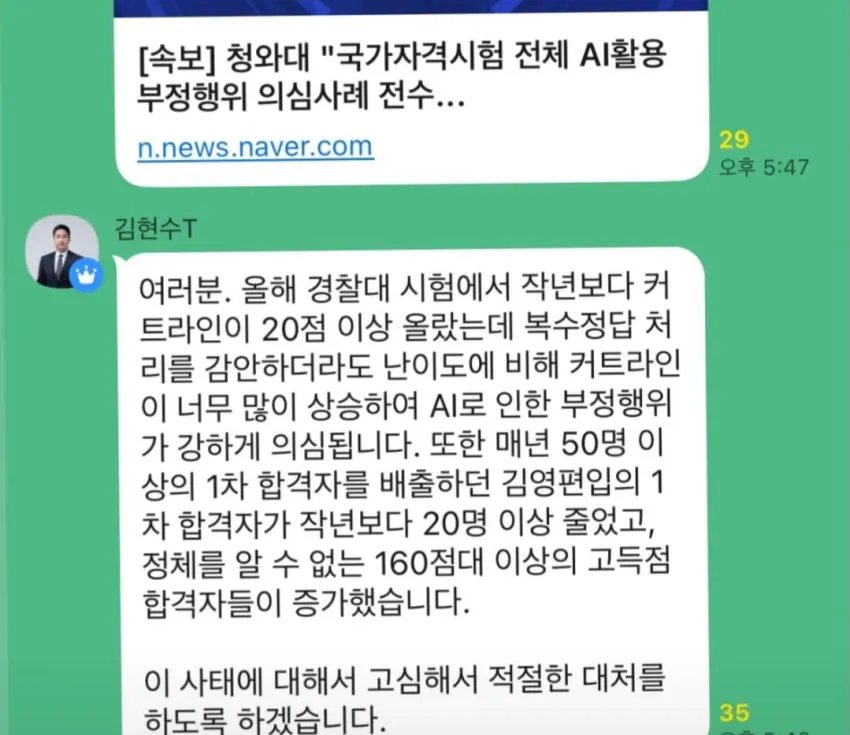 [속보] 청와대 "국가자격시험 전체 AI활용
부정행위 의심사례 전수...
n.news.naver.com
29
오후 5:47
김현수T
여러분. 올해 경찰대 시험에서 작년보다 커
트라인이 20점 이상 올랐는데 복수정답 처
리를 감안하더라도 난이도에 비해 커트라인
이 너무 많이 상승하여 AI로 인한 부정행위
가 강하게 의심됩니다. 또한 매년 50명 이
상의 1차 합격자를 배출하던 김영편입의 1
차 합격자가 작년보다 20명 이상 줄었고,
정체를 알 수 없는 160점대 이상의 고득점
합격자들이 증가했습니다.
이 사태에 대해서 고심해서 적절한 대처를
하도록 하겠습니다.
35